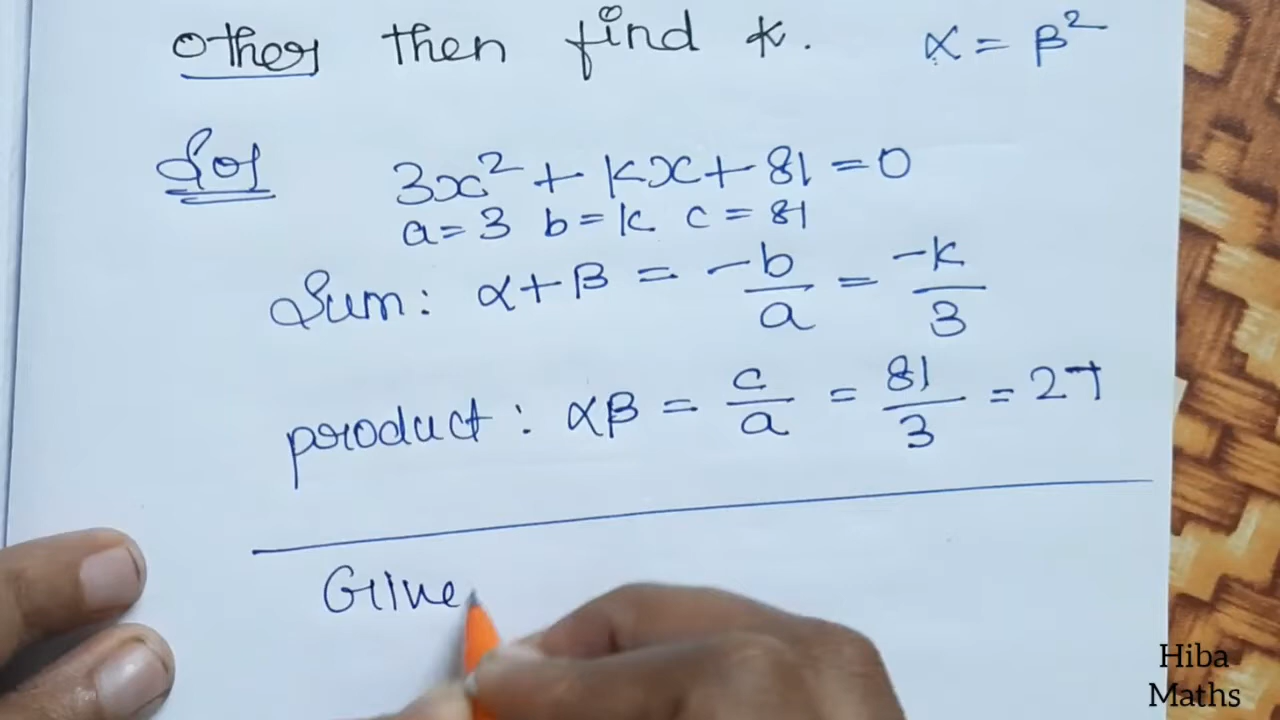 other then find k. α = β²
Sol 3x² + kx + 81 = 0
a = 3 b = k c = 81
Sum: α + β = -b/a = -k/3
product: αβ = c/a = 81/3 = 27
Give
Hiba
Maths